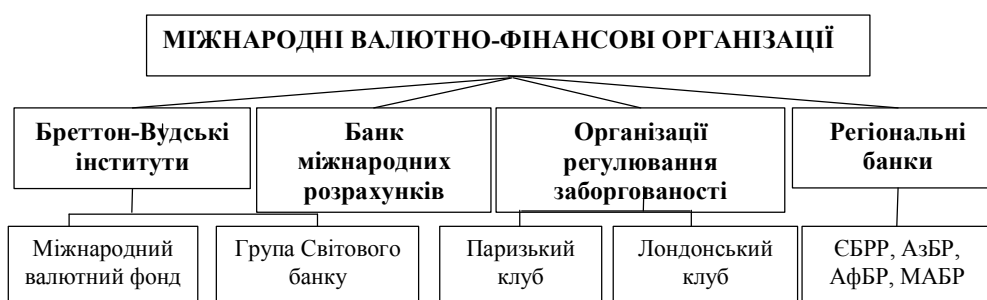 МІЖНАРОДНІ ВАЛЮТНО-ФІНАНСОВІ ОРГАНІЗАЦІЇ
Бреттон-Вудські
інститути
Банк
міжнародних
розрахунків
Організації
регулювання
заборгованості
Регіональні
банки
Міжнародний
валютний фонд
Група Світового
банку
Паризький
клуб
Лондонський
клуб
ЄБРР, АзБР,
АфБР, МАБР